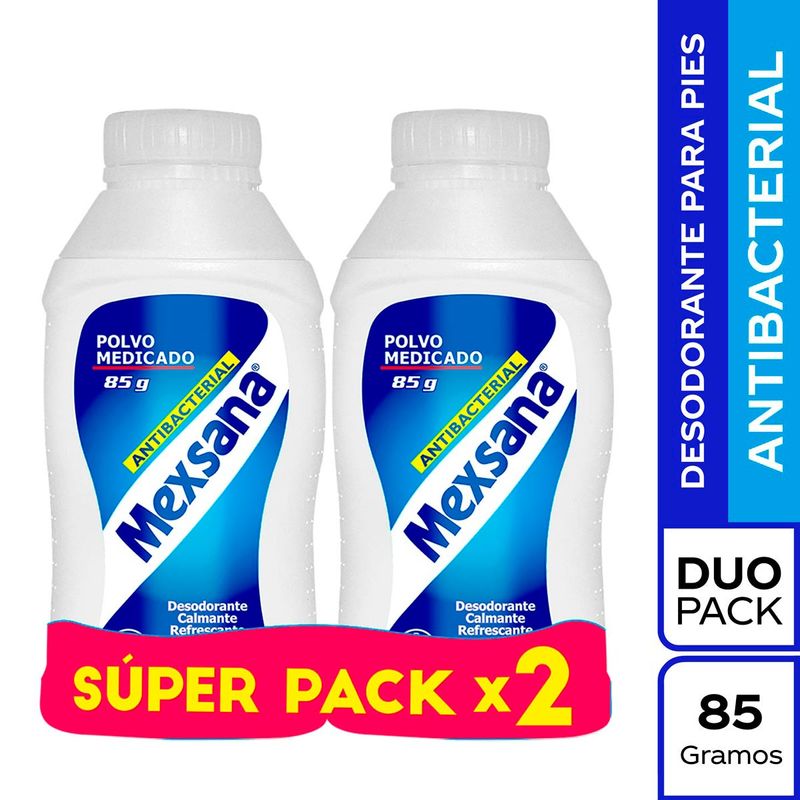 POLVO
MEDICADO
85 g
ANTIBACTERIAL
Mexsana®
Desodorante
Calmante
Refrescante
POLVO
MEDICADO
85 g
ANTIBACTERIAL
Mexsana®
Desodorante
Calmante
Refrescante
SÚPER PACK x2
DESODORANTE PARA PIES
ANTIBACTERIAL
DUO
PACK
85
Gramos